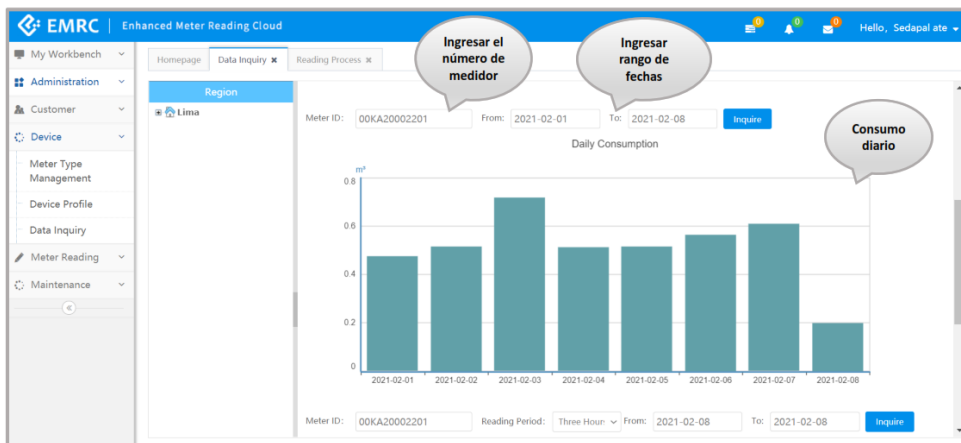 EMRC | Enhanced Meter Reading Cloud
0 0 0 Hello, Sedapal ate
My Workbench
Administration
Customer
Device
Meter Type
Management
Device Profile
Data Inquiry
Meter Reading
Maintenance
Homepage Data Inquiry × Reading Process ×
Region
Lima
Ingresar el
número de
medidor
Ingresar
rango de
fechas
Meter ID: 00KA20002201 From: 2021-02-01 To: 2021-02-08 Inquire
Consumo
diario
Daily Consumption
m³
0.8
0.6
0.4
0.2
0
2021-02-01 2021-02-02 2021-02-03 2021-02-04 2021-02-05 2021-02-06 2021-02-07 2021-02-08
Meter ID: 00KA20002201 Reading Period: Three Hour From: 2021-02-08 To: 2021-02-08 Inquire